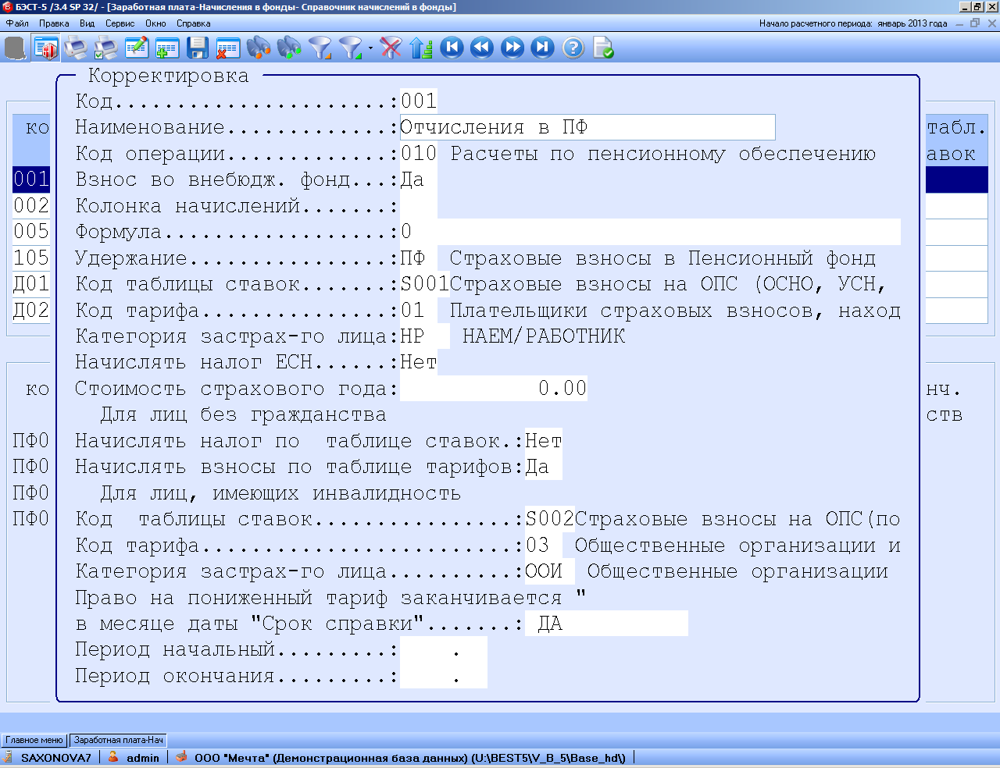 БЭСТ-5 /3.4 SP 32/ - [Заработная плата-Начисления в фонды- Справочник начислений в фонды]
Файл Правка Вид Сервис Окно Справка Начало расчетного периода: январь 2013 года
Корректировка
Код......................:001
ко Наименование.............:Отчисления в ПФ табл.
Код операции.............:010 Расчеты по пенсионному обеспечению авок
001 Взнос во внебюдж. фонд...:Да
002 Колонка начислений.......:
005 Формула..................:0
105 Удержание................:ПФ Страховые взносы в Пенсионный фонд
Д01 Код таблицы ставок.......:S001Страховые взносы на ОПС (ОСНО, УСН,
Д02 Код тарифа...............:01 Плательщики страховых взносов, наход
Категория застрах-го лица:НР НАЕМ/РАБОТНИК
Начислять налог ЕСН......:Нет
ко Стоимость страхового года: 0.00 нч.
Для лиц без гражданства ств
ПФ0 Начислять налог по таблице ставок.:Нет
ПФ0 Начислять взносы по таблице тарифов:Да
ПФ0 Для лиц, имеющих инвалидность
ПФ0 Код таблицы ставок.................:S002Страховые взносы на ОПС(по
Код тарифа..........................:03 Общественные организации и
Категория застрах-го лица...........:ООИ Общественные организации
Право на пониженный тариф заканчивается "
в месяце даты "Срок справки".......: ДА
Период начальный.........: .
Период окончания.........: .
Главное меню Заработная плата-Нач
SAXONOVA7 admin ООО "Мечта" (Демонстрационная база данных) (U:\BEST5\V_B_5\Base_hd\)